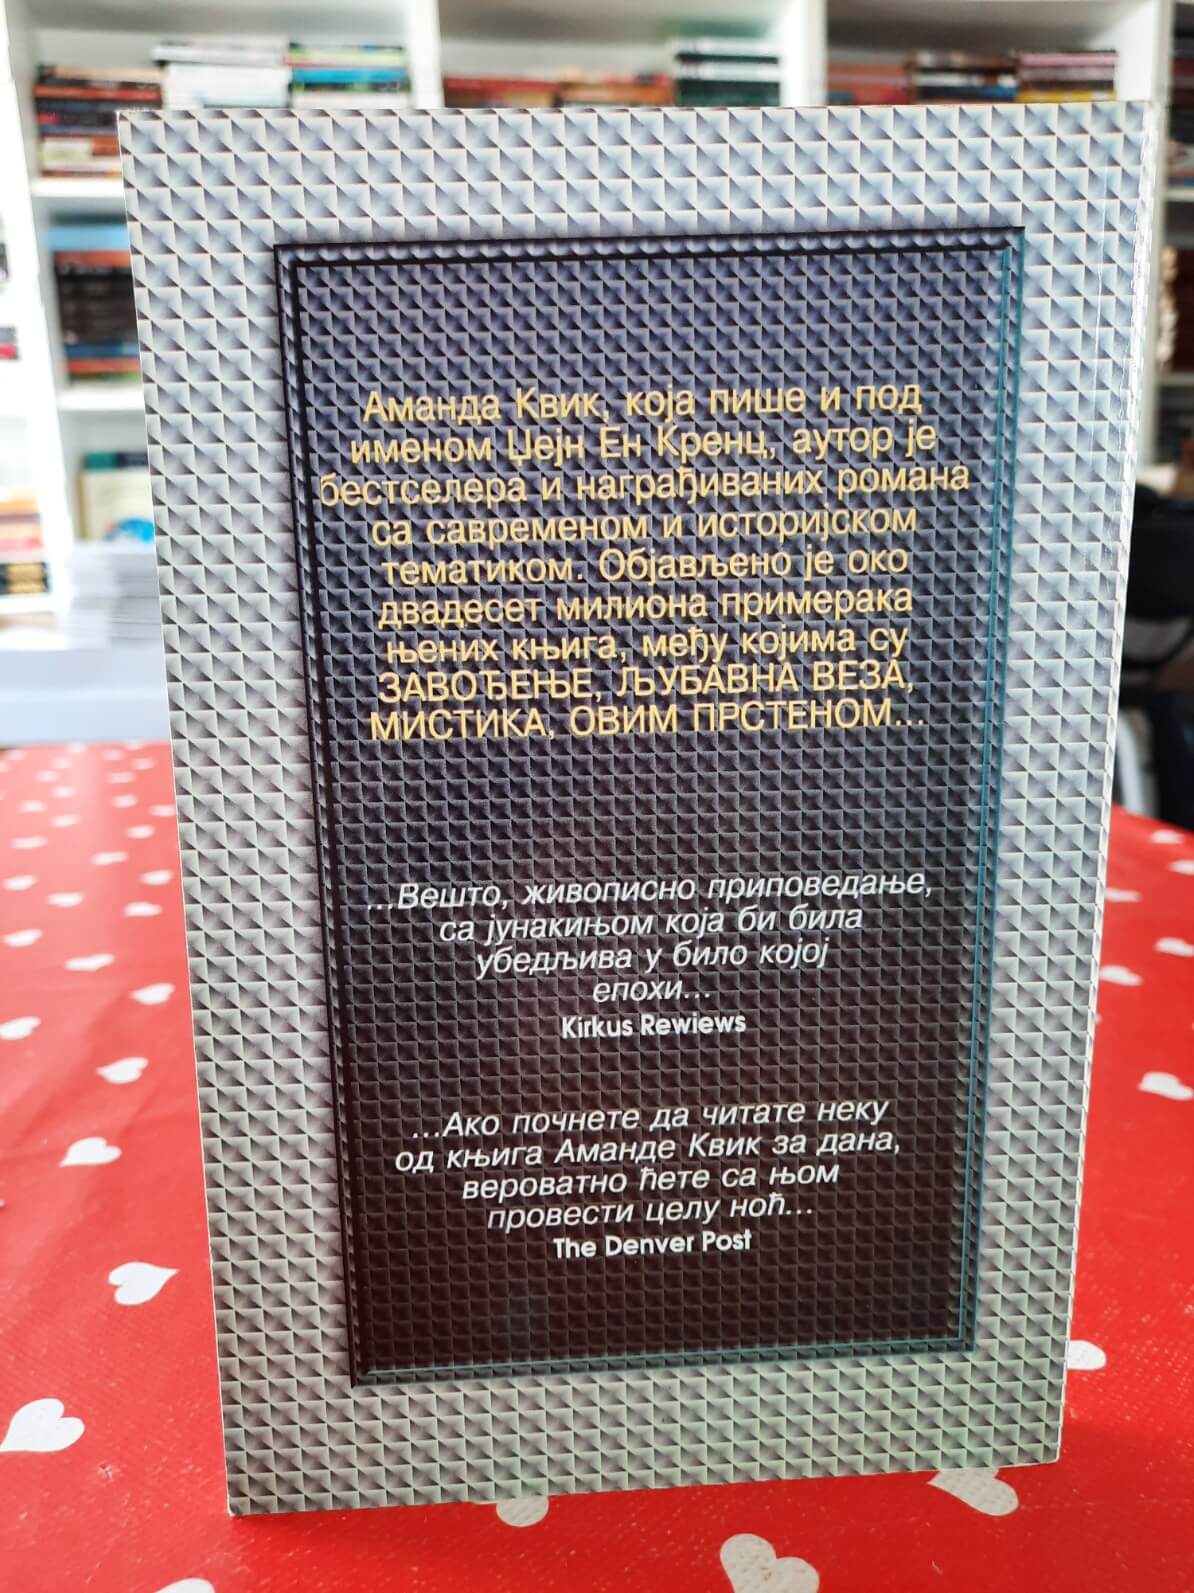 Аманда Квик, која пише и под
именом Џејн Ен Кренц, аутор је
бестселера и награђиваних романа
са савременом и историјском
тематиком. Објављено је око
двадесет милиона примерака
њених књига, међу којима су
ЗАВОЂЕЊЕ, ЉУБАВНА ВЕЗА,
МИСТИКА, ОВИМ ПРСТЕНОМ...
...Вешто, живописно приповедање,
са јунакињом која би била
убедљива у било којој
епохи...
Kirkus Rewiews
...Ако почнете да читате неку
од књига Аманде Квик за дана,
вероватно ћете са њом
провести целу ноћ...
The Denver Post